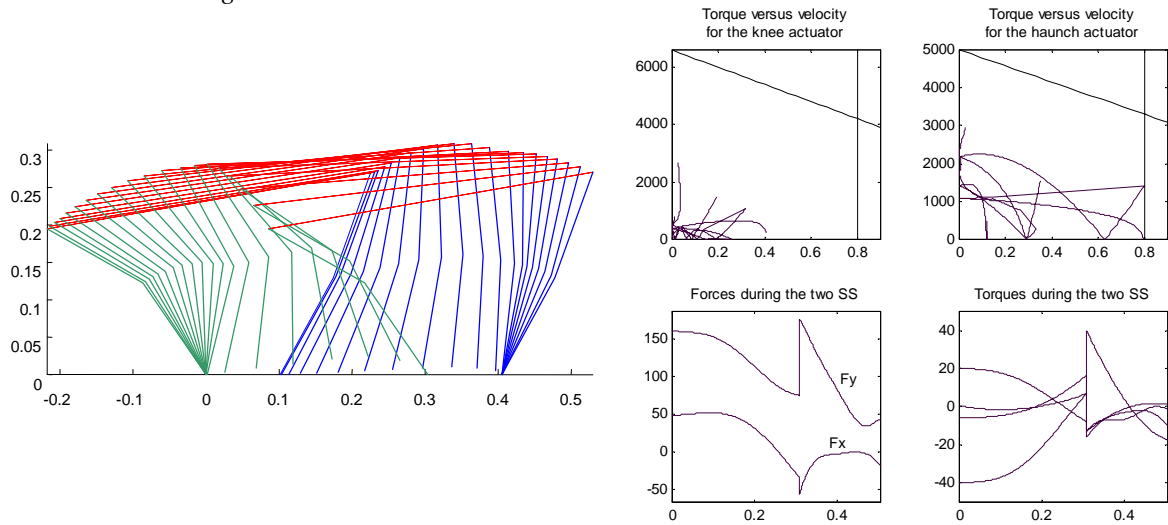 g
Torque versus velocity
for the knee actuator
6000
4000
2000
0
0 0.2 0.4 0.6 0.8
Torque versus velocity
for the haunch actuator
5000
4000
3000
2000
1000
0
0 0.2 0.4 0.6 0.8
0.3
0.25
0.2
0.15
0.1
0.05
0
-0.2 -0.1 0 0.1 0.2 0.3 0.4 0.5
Forces during the two SS
150
100
50
0
-50
Fy
Fx
0 0.2 0.4
Torques during the two SS
40
20
0
-20
-40
0 0.2 0.4